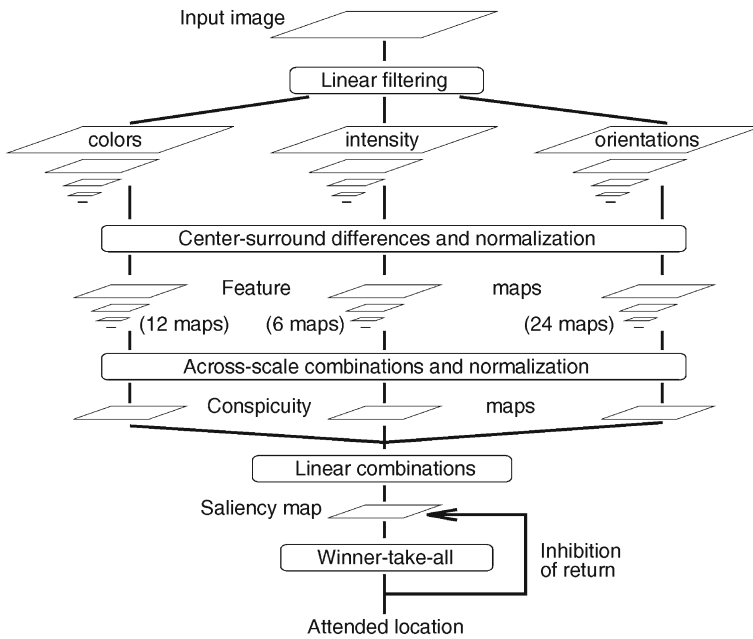 Input image
Linear filtering
colors intensity orientations
Center-surround differences and normalization
Feature maps
(12 maps) (6 maps) (24 maps)
Across-scale combinations and normalization
Conspicuity maps
Linear combinations
Saliency map
Winner-take-all
Inhibition
of return
Attended location